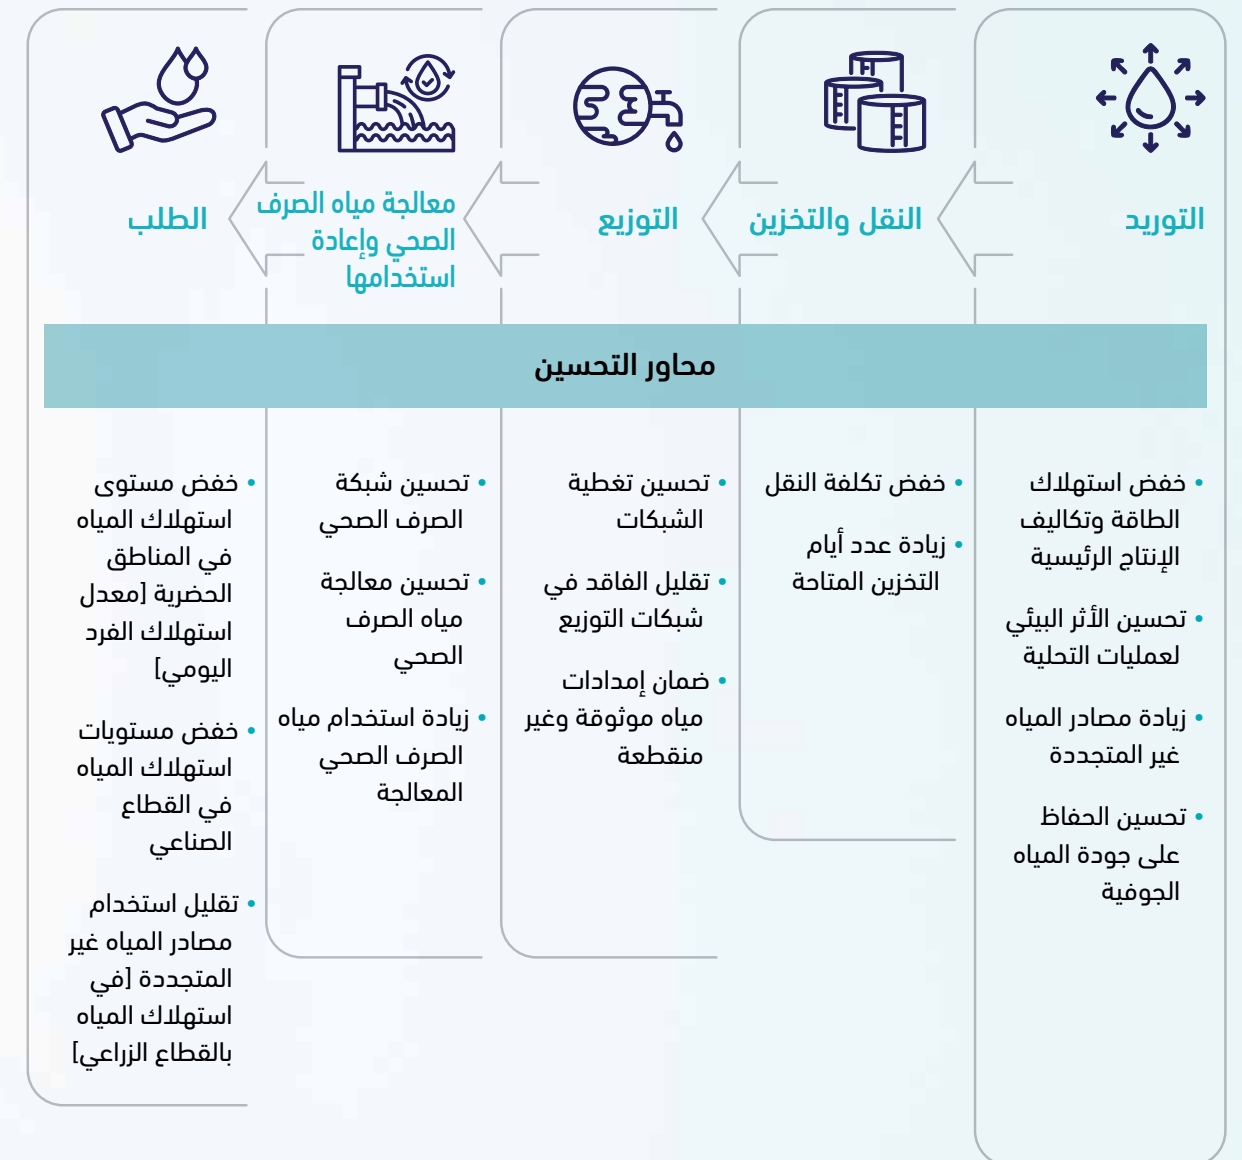 التوريد
النقل والتخزين
التوزيع
معالجة مياه الصرف
الصحي وإعادة
استخدامها
الطلب
محاور التحسين
• خفض استهلاك
الطاقة وتكاليف
الإنتاج الرئيسية
• تحسين الأثر البيئي
لعمليات التحلية
• زيادة مصادر المياه
غير المتجددة
• تحسين الحفاظ
على جودة المياه
الجوفية
• خفض تكلفة النقل
• زيادة عدد أيام
التخزين المتاحة
• تحسين تغطية
الشبكات
• تقليل الفاقد في
شبكات التوزيع
• ضمان إمدادات
مياه موثوقة وغير
منقطعة
• تحسين شبكة
الصرف الصحي
• تحسين معالجة
مياه الصرف
الصحي
• زيادة استخدام مياه
الصرف الصحي
المعالجة
• خفض مستوى
استهلاك المياه
في المناطق
الحضرية [معدل
استهلاك الفرد
اليومي]
• خفض مستويات
استهلاك المياه
في القطاع
الصناعي
• تقليل استخدام
مصادر المياه غير
المتجددة [في
استهلاك المياه
بالقطاع الزراعي]